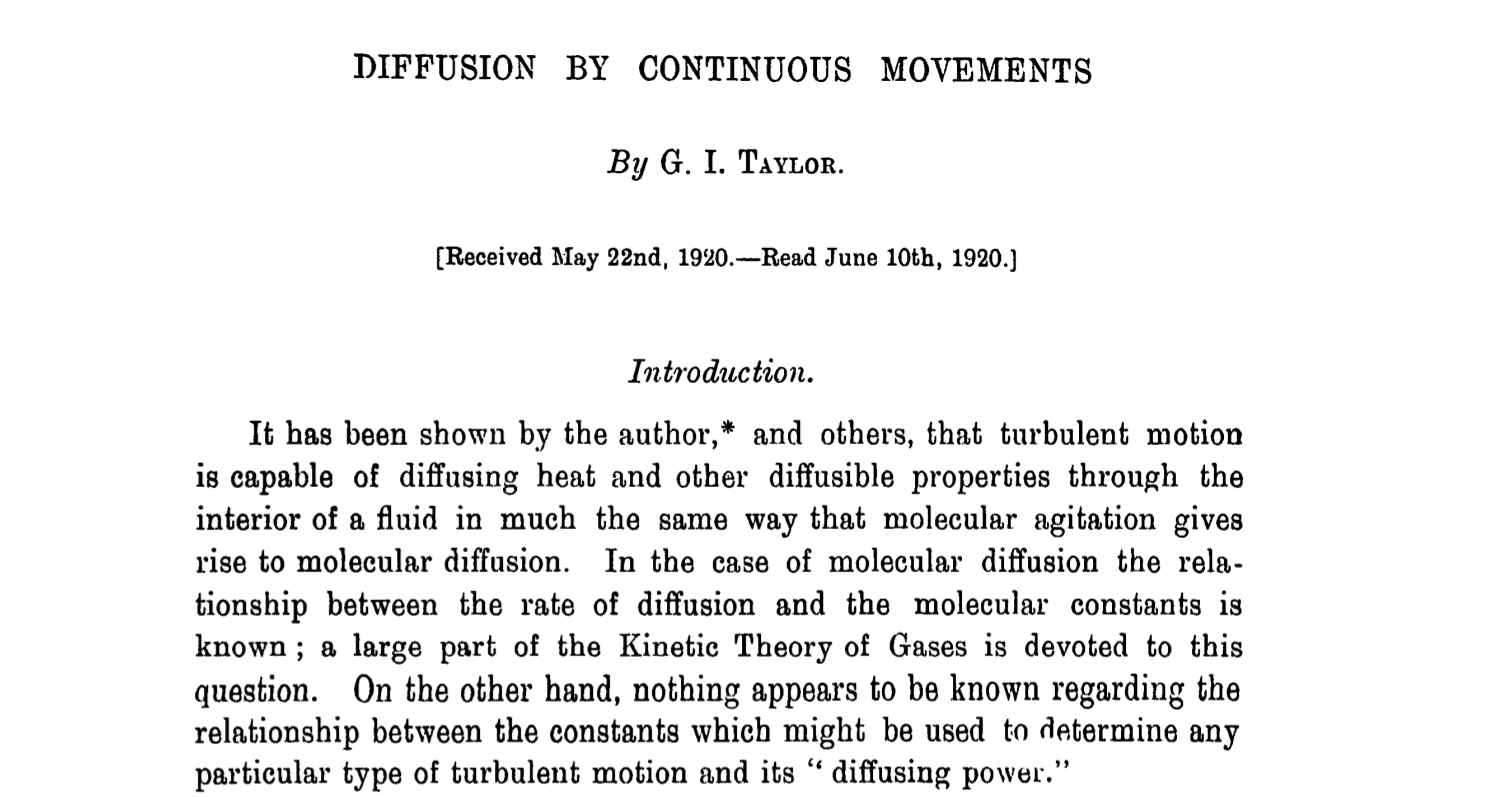 DIFFUSION BY CONTINUOUS MOVEMENTS
By G. I. TAYLOR.
[Received May 22nd, 1920.—Read June 10th, 1920.]
Introduction.
It has been shown by the author,* and others, that turbulent motion
is capable of diffusing heat and other diffusible properties through the
interior of a fluid in much the same way that molecular agitation gives
rise to molecular diffusion. In the case of molecular diffusion the rela-
tionship between the rate of diffusion and the molecular constants is
known ; a large part of the Kinetic Theory of Gases is devoted to this
question. On the other hand, nothing appears to be known regarding the
relationship between the constants which might be used to determine any
particular type of turbulent motion and its “ diffusing power.”